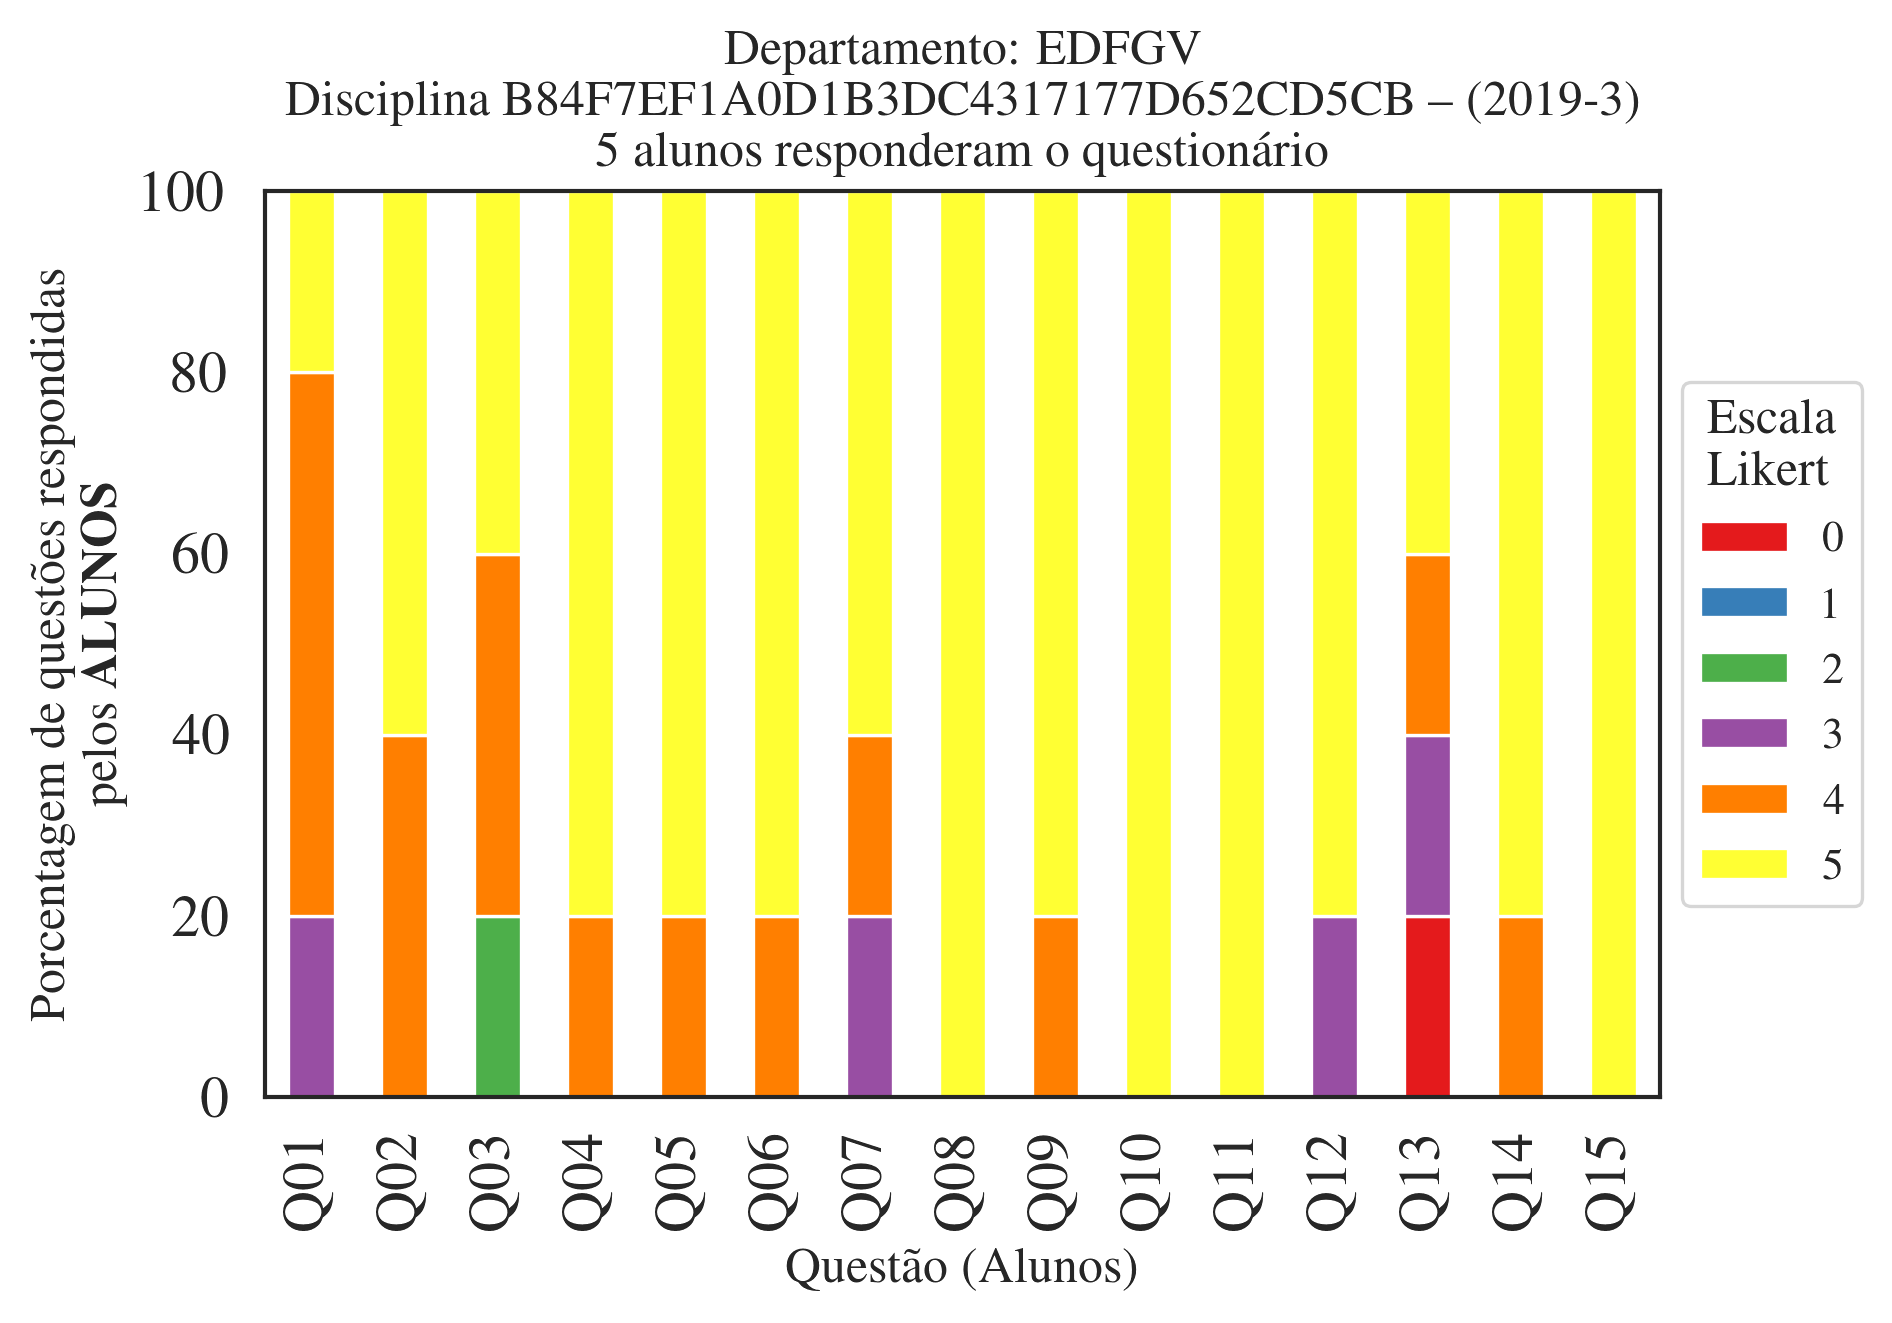 Departamento: EDFGV
Disciplina B84F7EF1A0D1B3DC4317177D652CD5CB – (2019-3)
5 alunos responderam o questionário
Porcentagem de questões respondidas
pelos ALUNOS
100
80
60
40
20
0
Q01
Q02
Q03
Q04
Q05
Q06
Q07
Q08
Q09
Q10
Q11
Q12
Q13
Q14
Q15
Questão (Alunos)
Escala
Likert
0
1
2
3
4
5